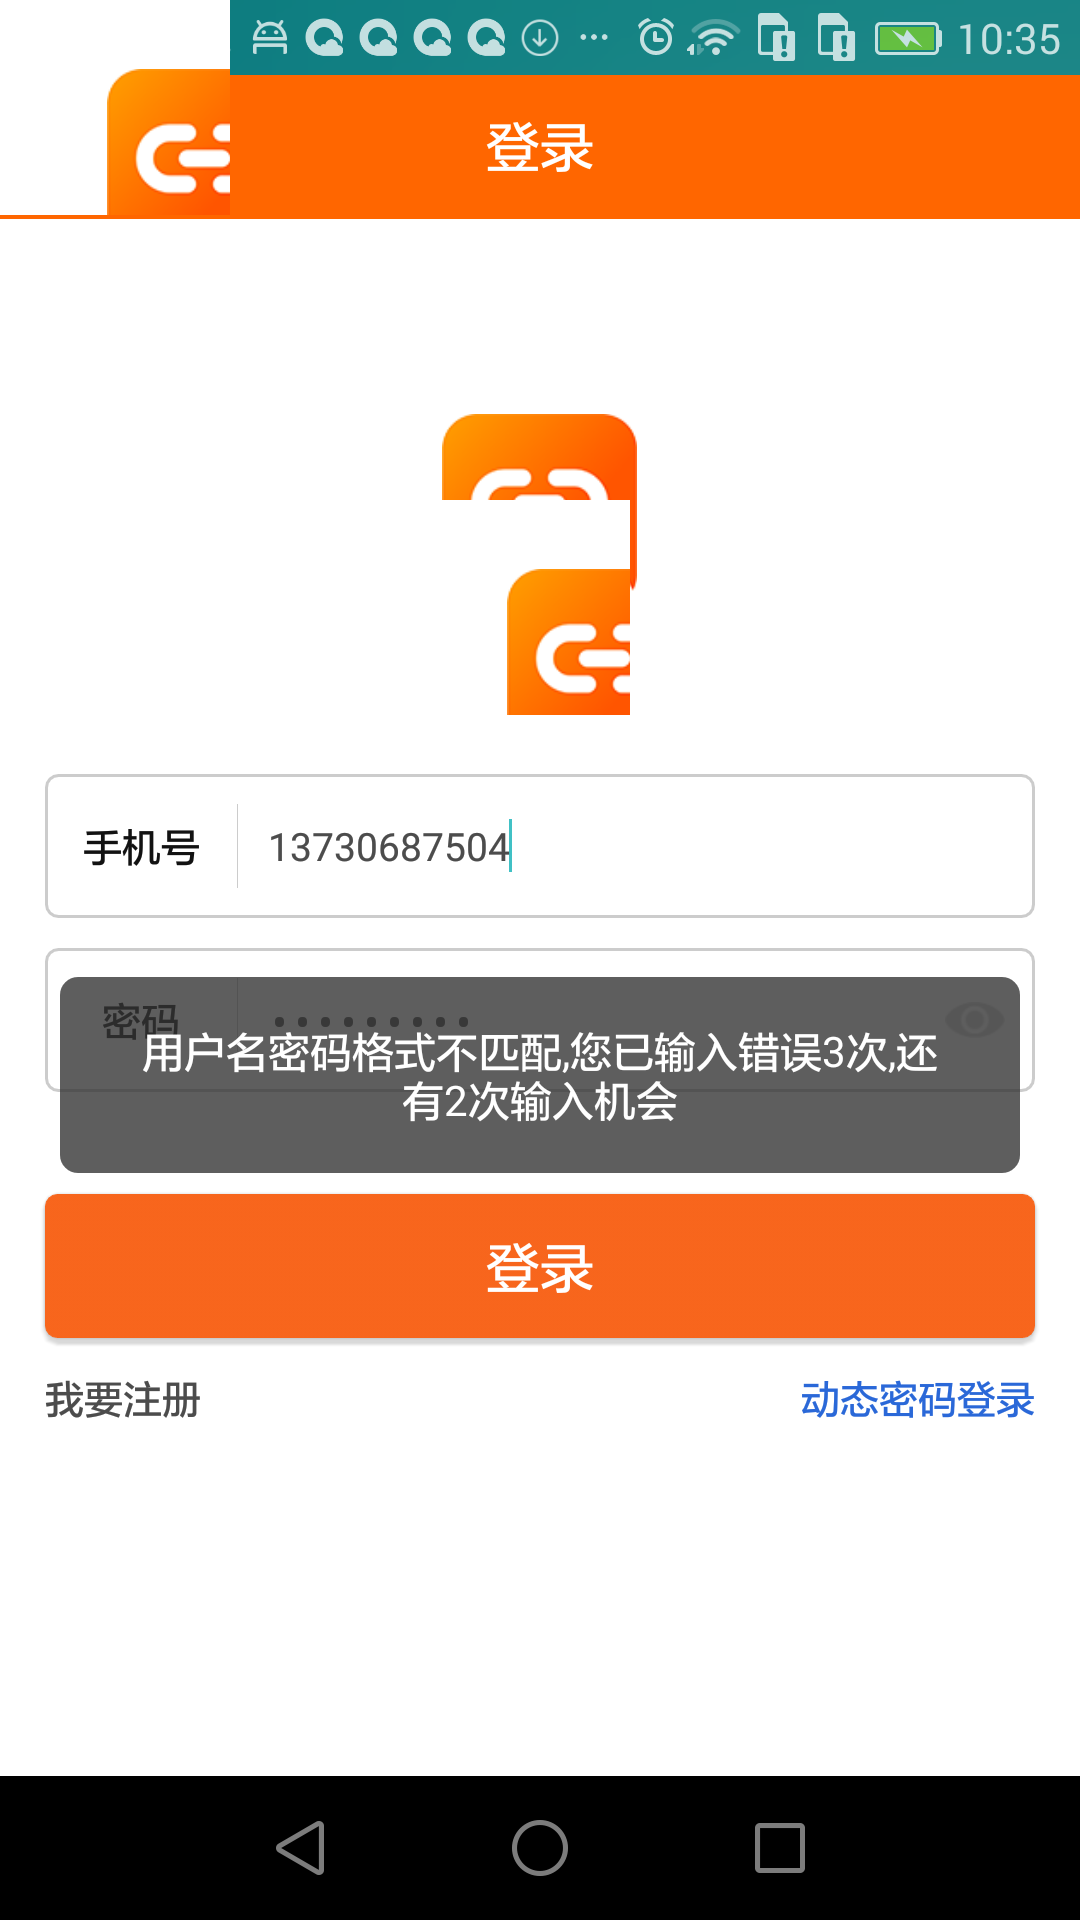 10:35
登录
手机号 13730687504
密码 •••••••••
用户名密码格式不匹配,您已输入错误3次,还
有2次输入机会
登录
我要注册 动态密码登录